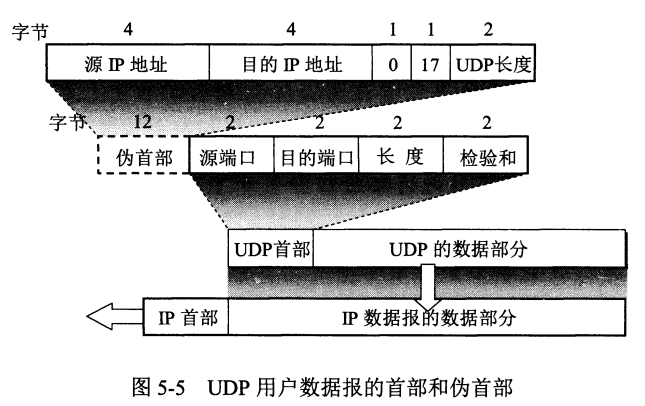 字节 4 4 1 1 2
源 IP 地址 目的 IP 地址 0 17 UDP长度
字节 12 2 2 2 2
伪首部 源端口 目的端口 长 度 检验和
UDP首部 UDP 的数据部分
IP 首部 IP 数据报的数据部分
图 5-5 UDP 用户数据报的首部和伪首部